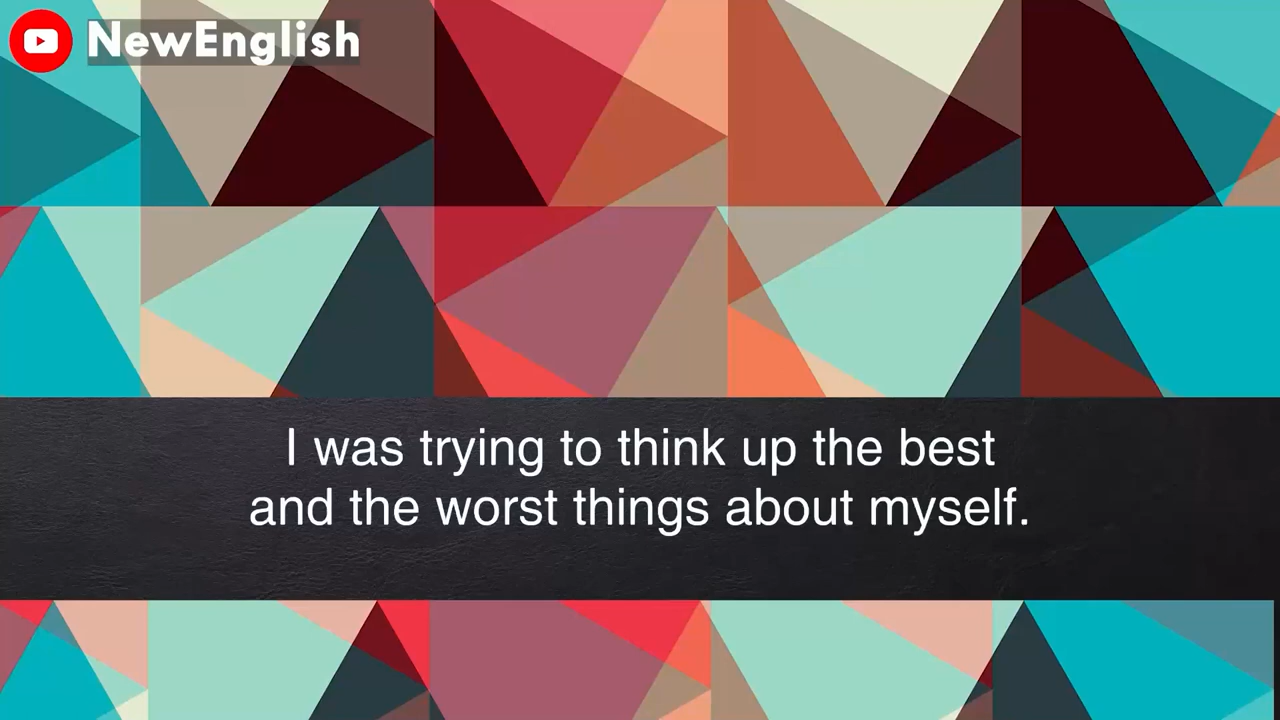 NewEnglish
I was trying to think up the best
and the worst things about myself.